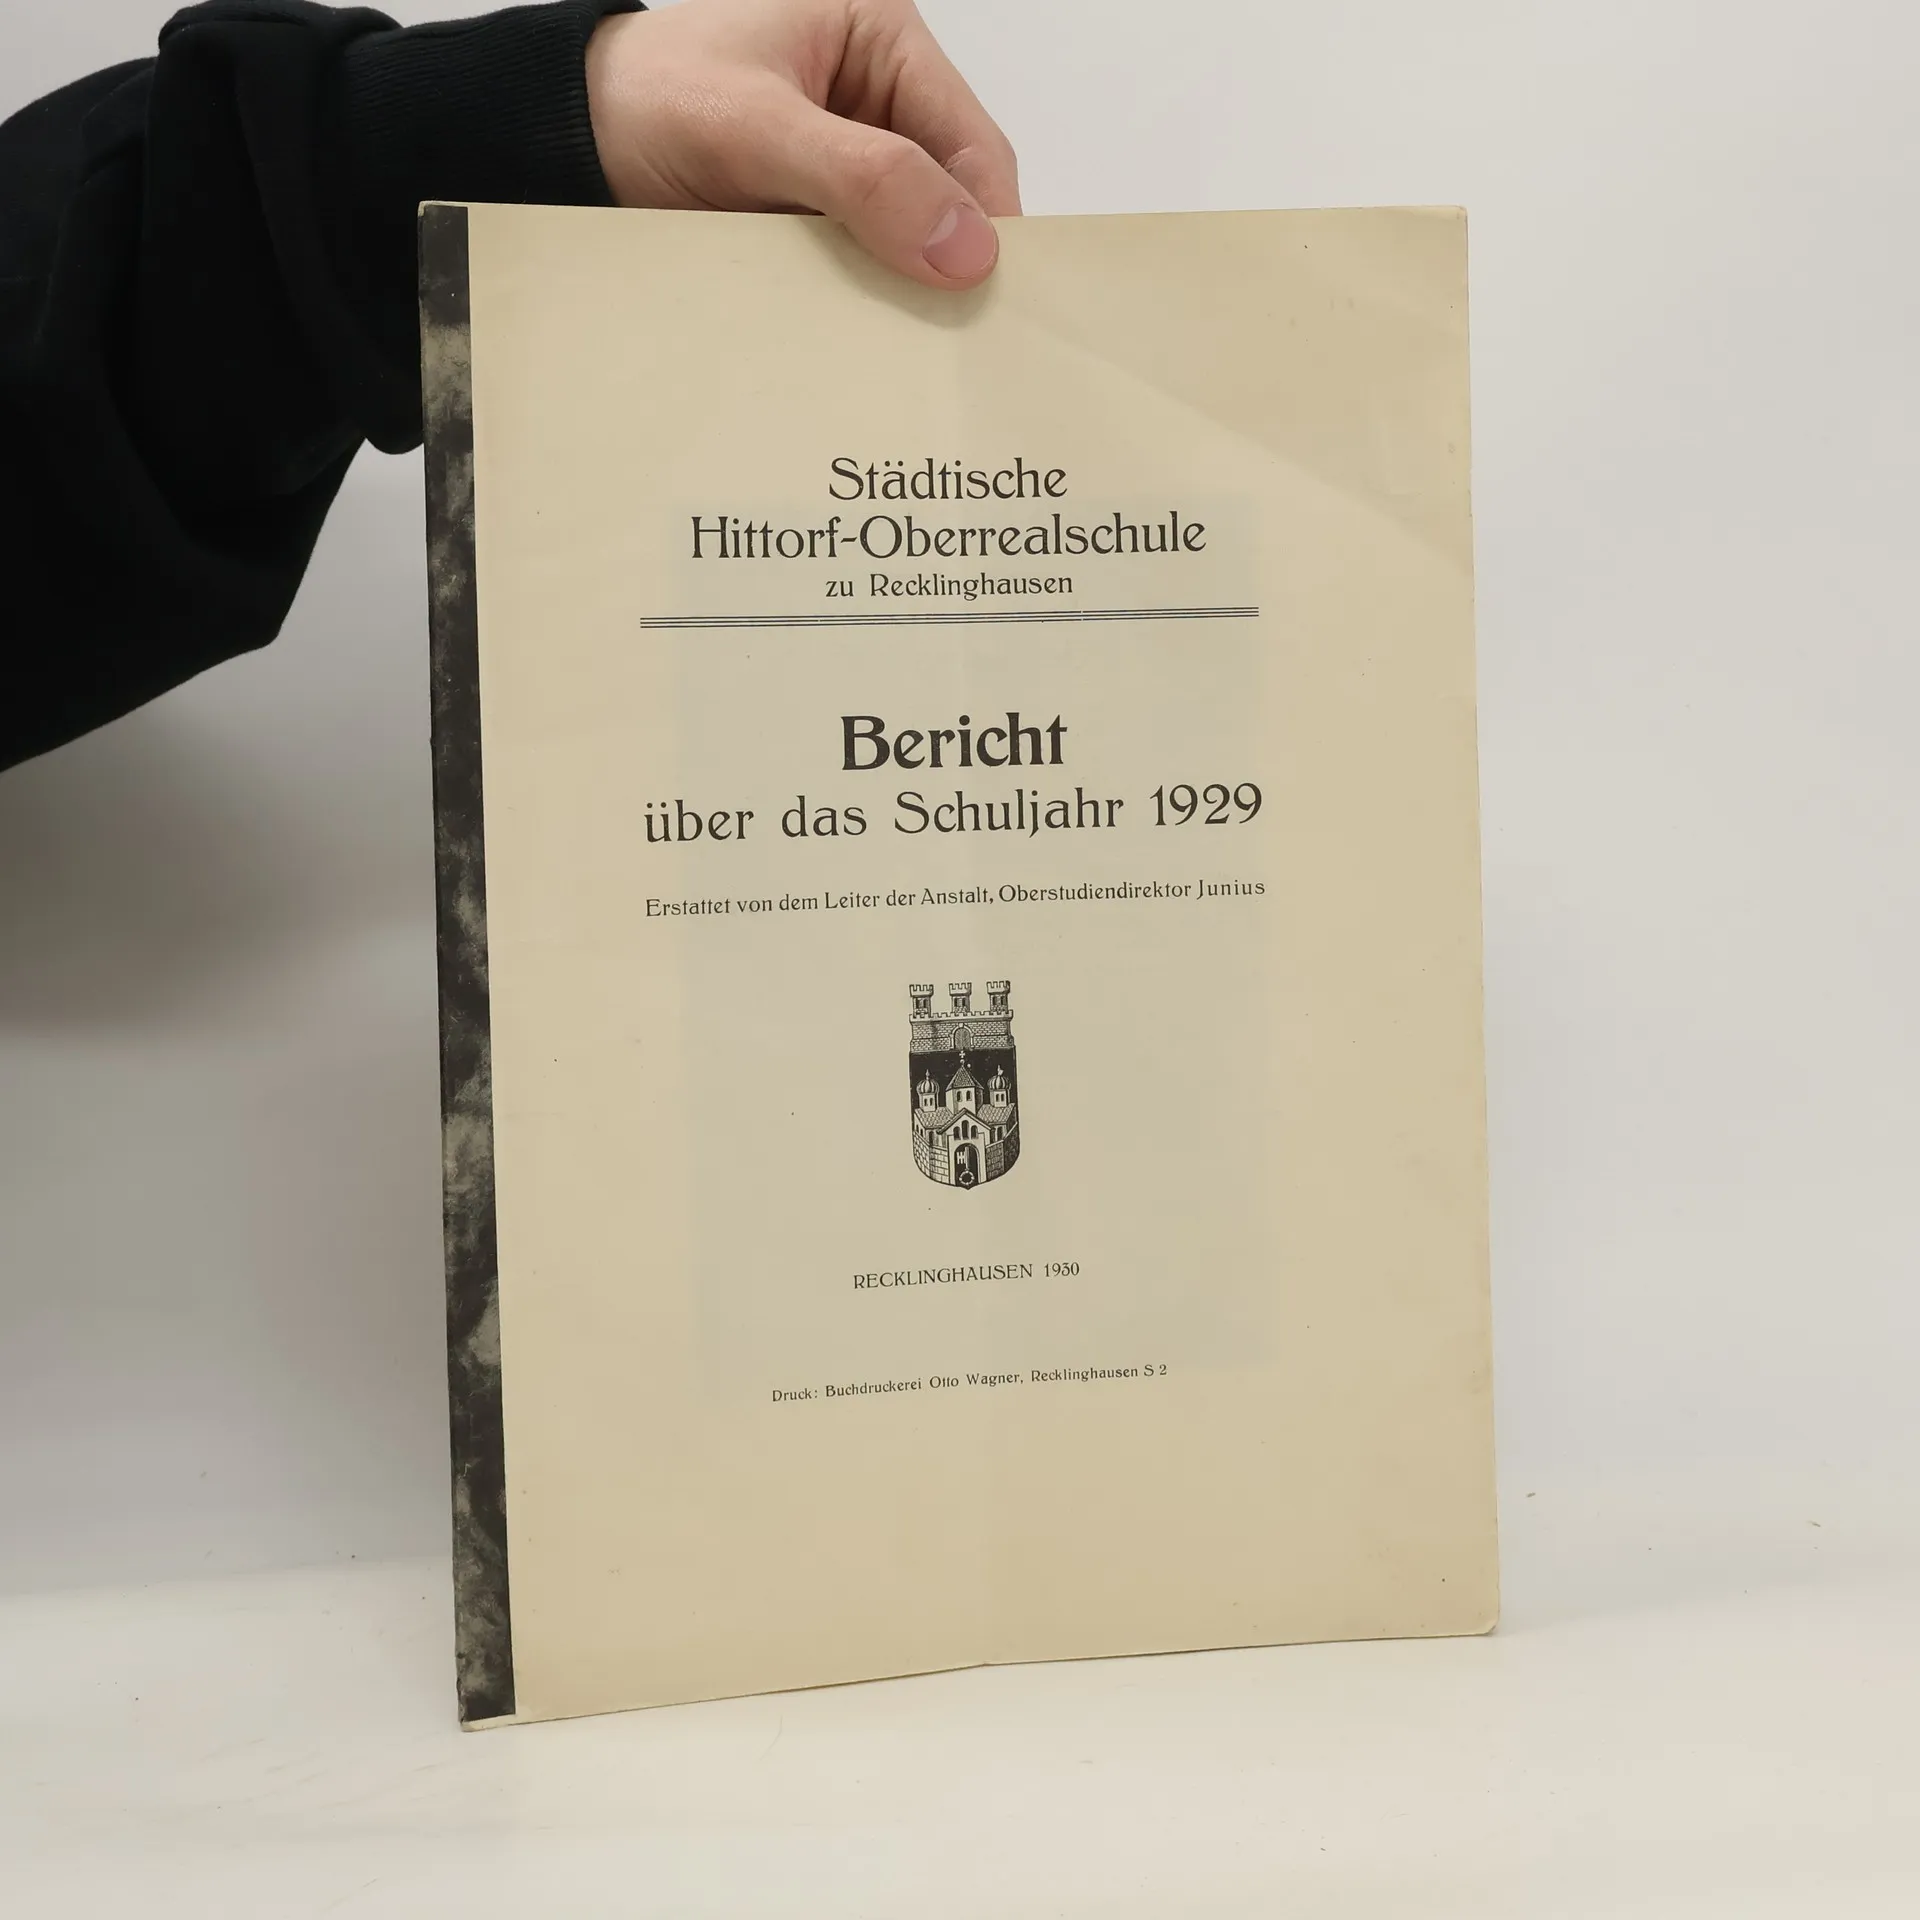 Städtische
Hittorf-Oberrealschule
zu Recklinghausen
Bericht
über das Schuljahr 1929
Erstattet von dem Leiter der Anstalt, Oberstudiendirektor Junius
RECKLINGHAUSEN 1930
Druck: Buchdruckerei Otto Wagner, Recklinghausen S 2